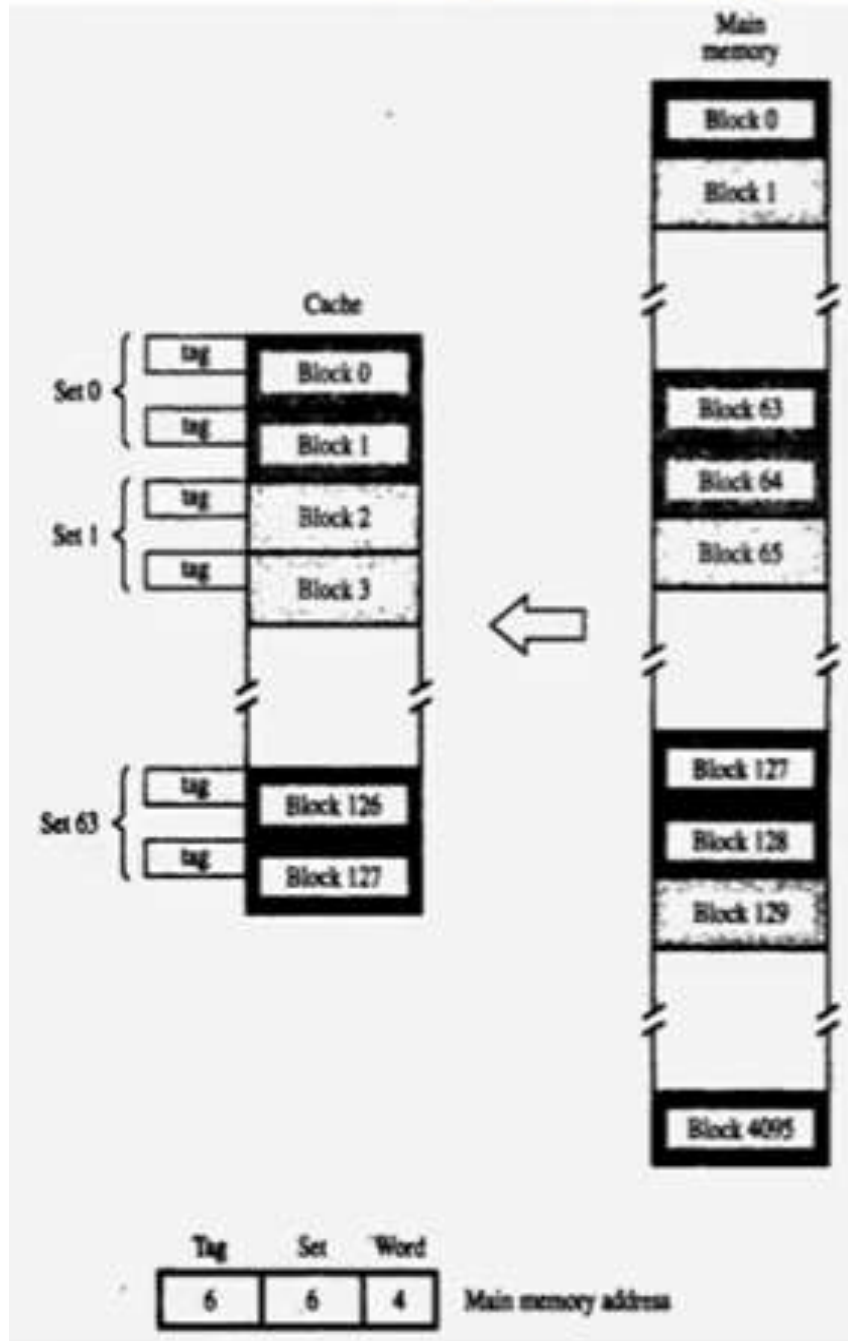 Main
memory
Block 0
Block 1
Block 63
Block 64
Block 65
Block 127
Block 128
Block 129
Block 4095
Cache
Set 0
tag
Block 0
tag
Block 1
Set 1
tag
Block 2
tag
Block 3
Set 63
tag
Block 126
tag
Block 127
Tag Set Word
6 6 4 Main memory address